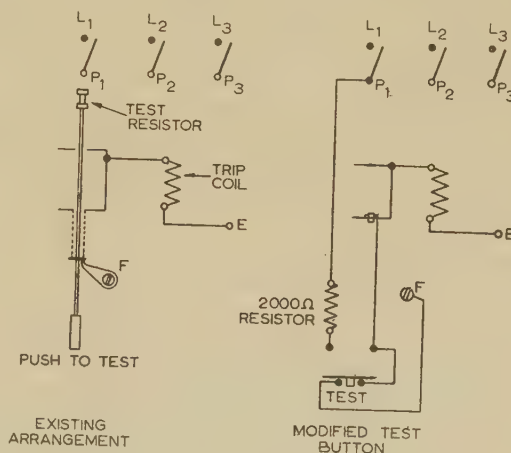 L1 L2 L3
P1 P2 P3
TEST
RESISTOR
TRIP
COIL
E
F
PUSH TO TEST
EXISTING
ARRANGEMENT
L1 L2 L3
P1 P2 P3
E
F
2000Ω
RESISTOR
TEST
MODIFIED TEST
BUTTON